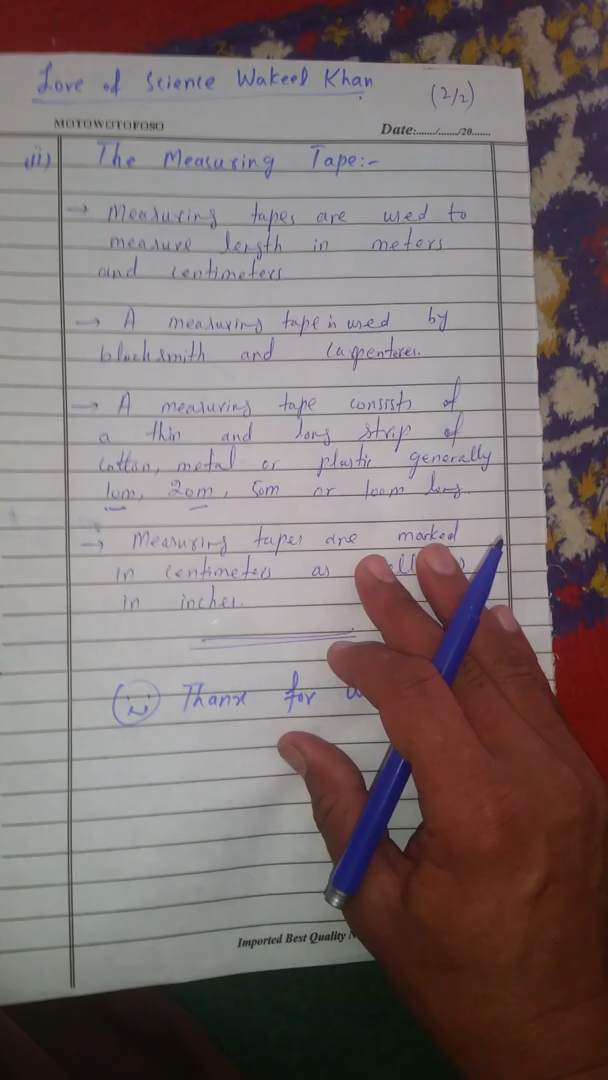 Love of Science Wakeel Khan
(2/2)
MOTOWOTOFOSO
Date:....../....../20.......
iii) The Measuring Tape:-
→ Measuring tapes are used to
measure length in meters
and centimeters
→ A measuring tape is used by
blacksmith and carpenteres.
→ A measuring tape consists of
a thin and long strip of
cotton, metal or plastic generally
10m, 20m, 50m or 100m long.
→ Measuring tapes are marked
in centimeters as
in inches.
Thanx for
Imported Best Quality